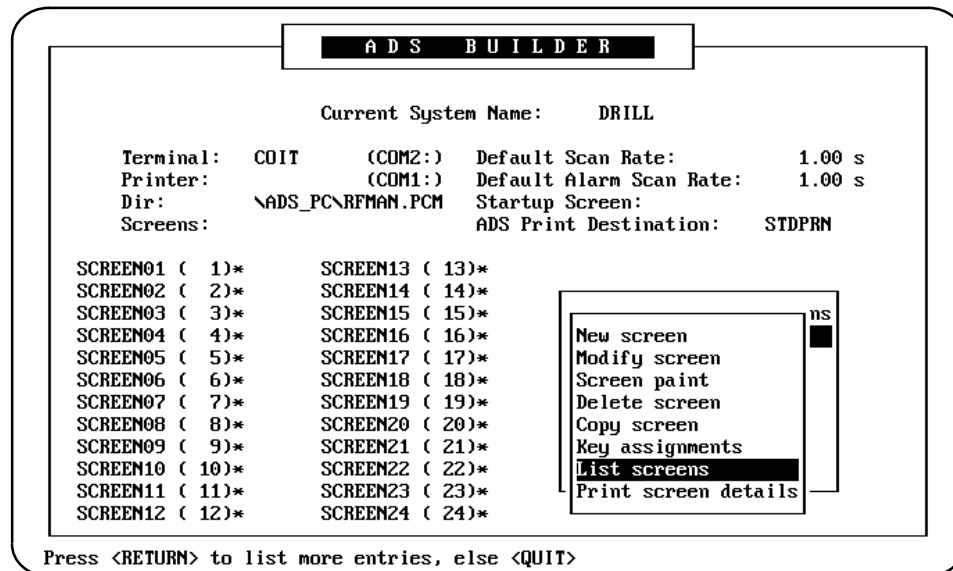 ADS BUILDER
Current System Name: DRILL
Terminal: COIT (COM2:) Default Scan Rate: 1.00 s
Printer: (COM1:) Default Alarm Scan Rate: 1.00 s
Dir: \ADS_PC\RFMAN.PCM Startup Screen:
Screens: ADS Print Destination: STDPRN
SCREEN01 ( 1)* SCREEN13 ( 13)*
SCREEN02 ( 2)* SCREEN14 ( 14)*
SCREEN03 ( 3)* SCREEN15 ( 15)* ns
SCREEN04 ( 4)* SCREEN16 ( 16)* New screen
SCREEN05 ( 5)* SCREEN17 ( 17)* Modify screen
SCREEN06 ( 6)* SCREEN18 ( 18)* Screen paint
SCREEN07 ( 7)* SCREEN19 ( 19)* Delete screen
SCREEN08 ( 8)* SCREEN20 ( 20)* Copy screen
SCREEN09 ( 9)* SCREEN21 ( 21)* Key assignments
SCREEN10 ( 10)* SCREEN22 ( 22)* List screens
SCREEN11 ( 11)* SCREEN23 ( 23)* Print screen details
SCREEN12 ( 12)* SCREEN24 ( 24)*
Press <RETURN> to list more entries, else <QUIT>